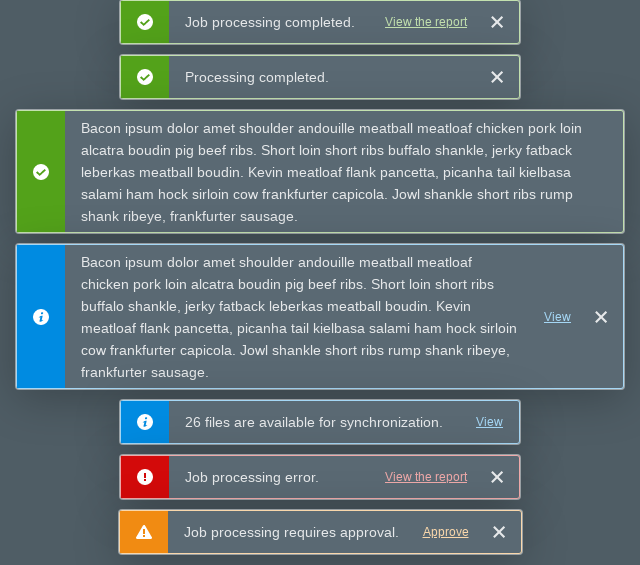 Job processing completed. View the report
Processing completed.
Bacon ipsum dolor amet shoulder andouille meatball meatloaf chicken pork loin
alcatra boudin pig beef ribs. Short loin short ribs buffalo shankle, jerky fatback
leberkas meatball boudin. Kevin meatloaf flank pancetta, picanha tail kielbasa
salami ham hock sirloin cow frankfurter capicola. Jowl shankle short ribs rump
shank ribeye, frankfurter sausage.
Bacon ipsum dolor amet shoulder andouille meatball meatloaf
chicken pork loin alcatra boudin pig beef ribs. Short loin short ribs
buffalo shankle, jerky fatback leberkas meatball boudin. Kevin
meatloaf flank pancetta, picanha tail kielbasa salami ham hock sirloin
cow frankfurter capicola. Jowl shankle short ribs rump shank ribeye,
frankfurter sausage.
View
26 files are available for synchronization. View
Job processing error. View the report
Job processing requires approval. Approve